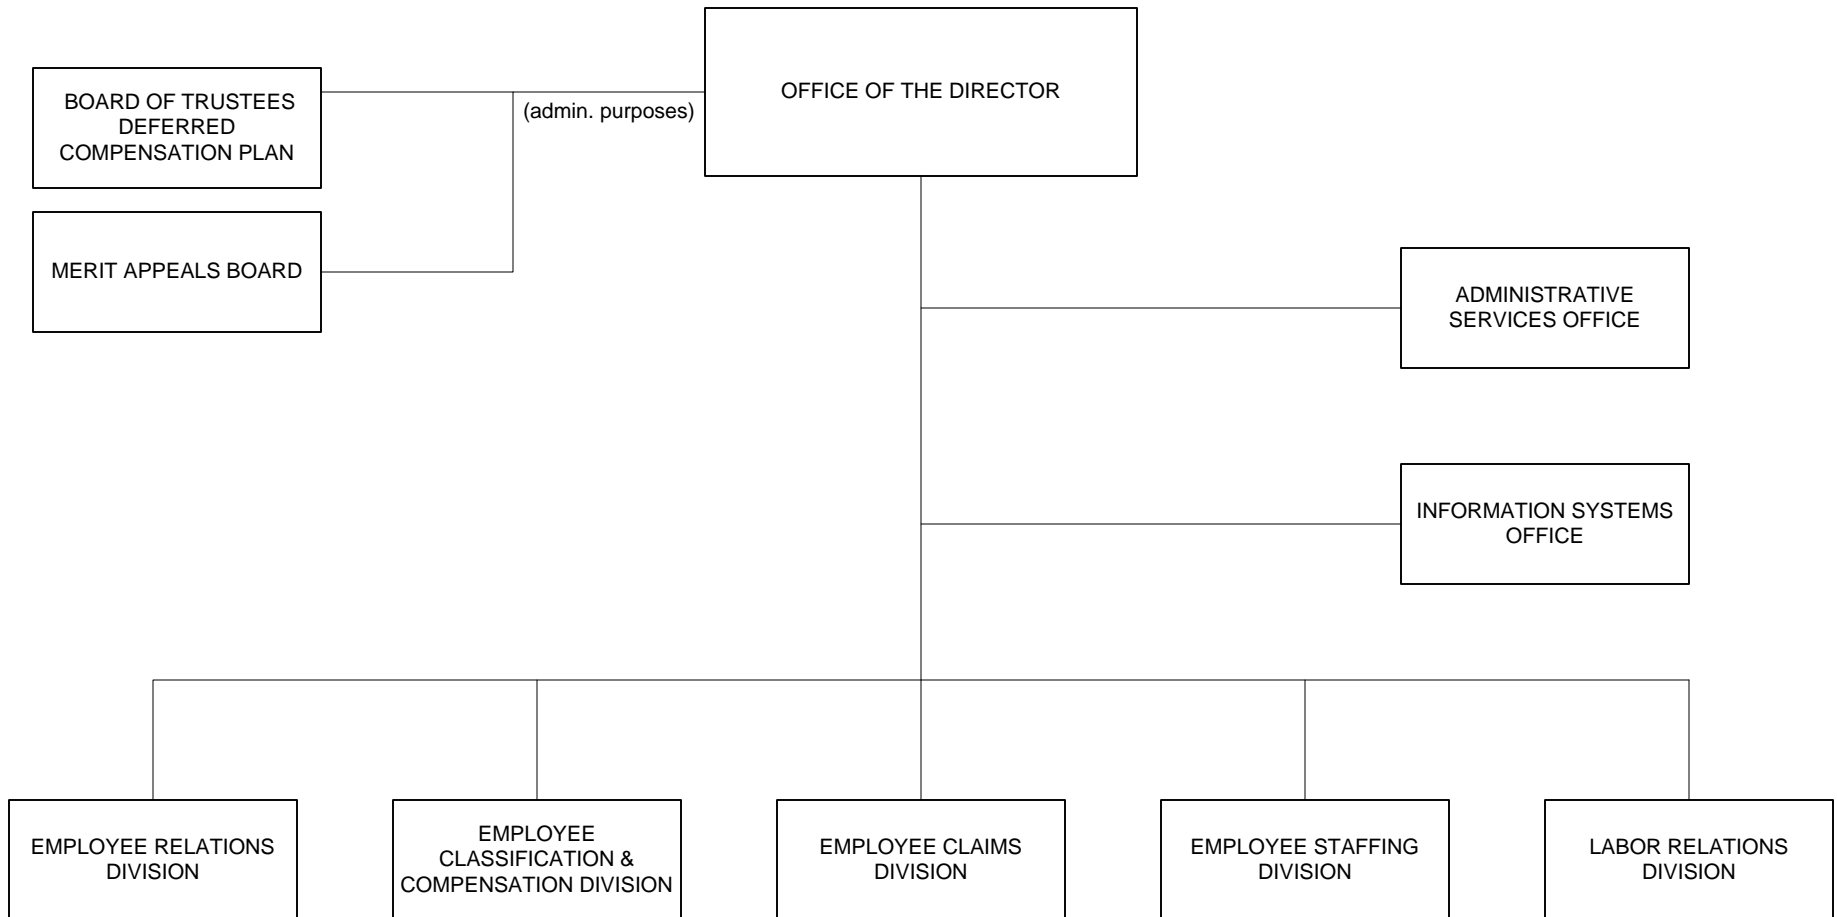 OFFICE OF THE DIRECTOR
BOARD OF TRUSTEES
DEFERRED
COMPENSATION PLAN
(admin. purposes)
MERIT APPEALS BOARD
ADMINISTRATIVE
SERVICES OFFICE
INFORMATION SYSTEMS
OFFICE
EMPLOYEE RELATIONS
DIVISION
EMPLOYEE
CLASSIFICATION &
COMPENSATION DIVISION
EMPLOYEE CLAIMS
DIVISION
EMPLOYEE STAFFING
DIVISION
LABOR RELATIONS
DIVISION